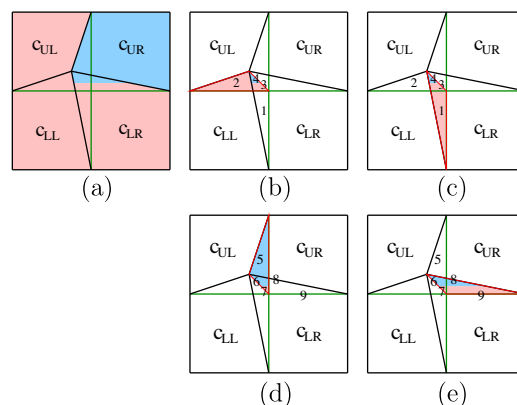 C_UL C_UR
C_LL C_LR
(a)
C_UL C_UR
2 4 3
1
C_LL C_LR
(b)
C_UL C_UR
2 4 3
1
C_LL C_LR
(c)
C_UL C_UR
5
6 7 8 9
C_LL C_LR
(d)
C_UL C_UR
5
6 7 8 9
C_LL C_LR
(e)